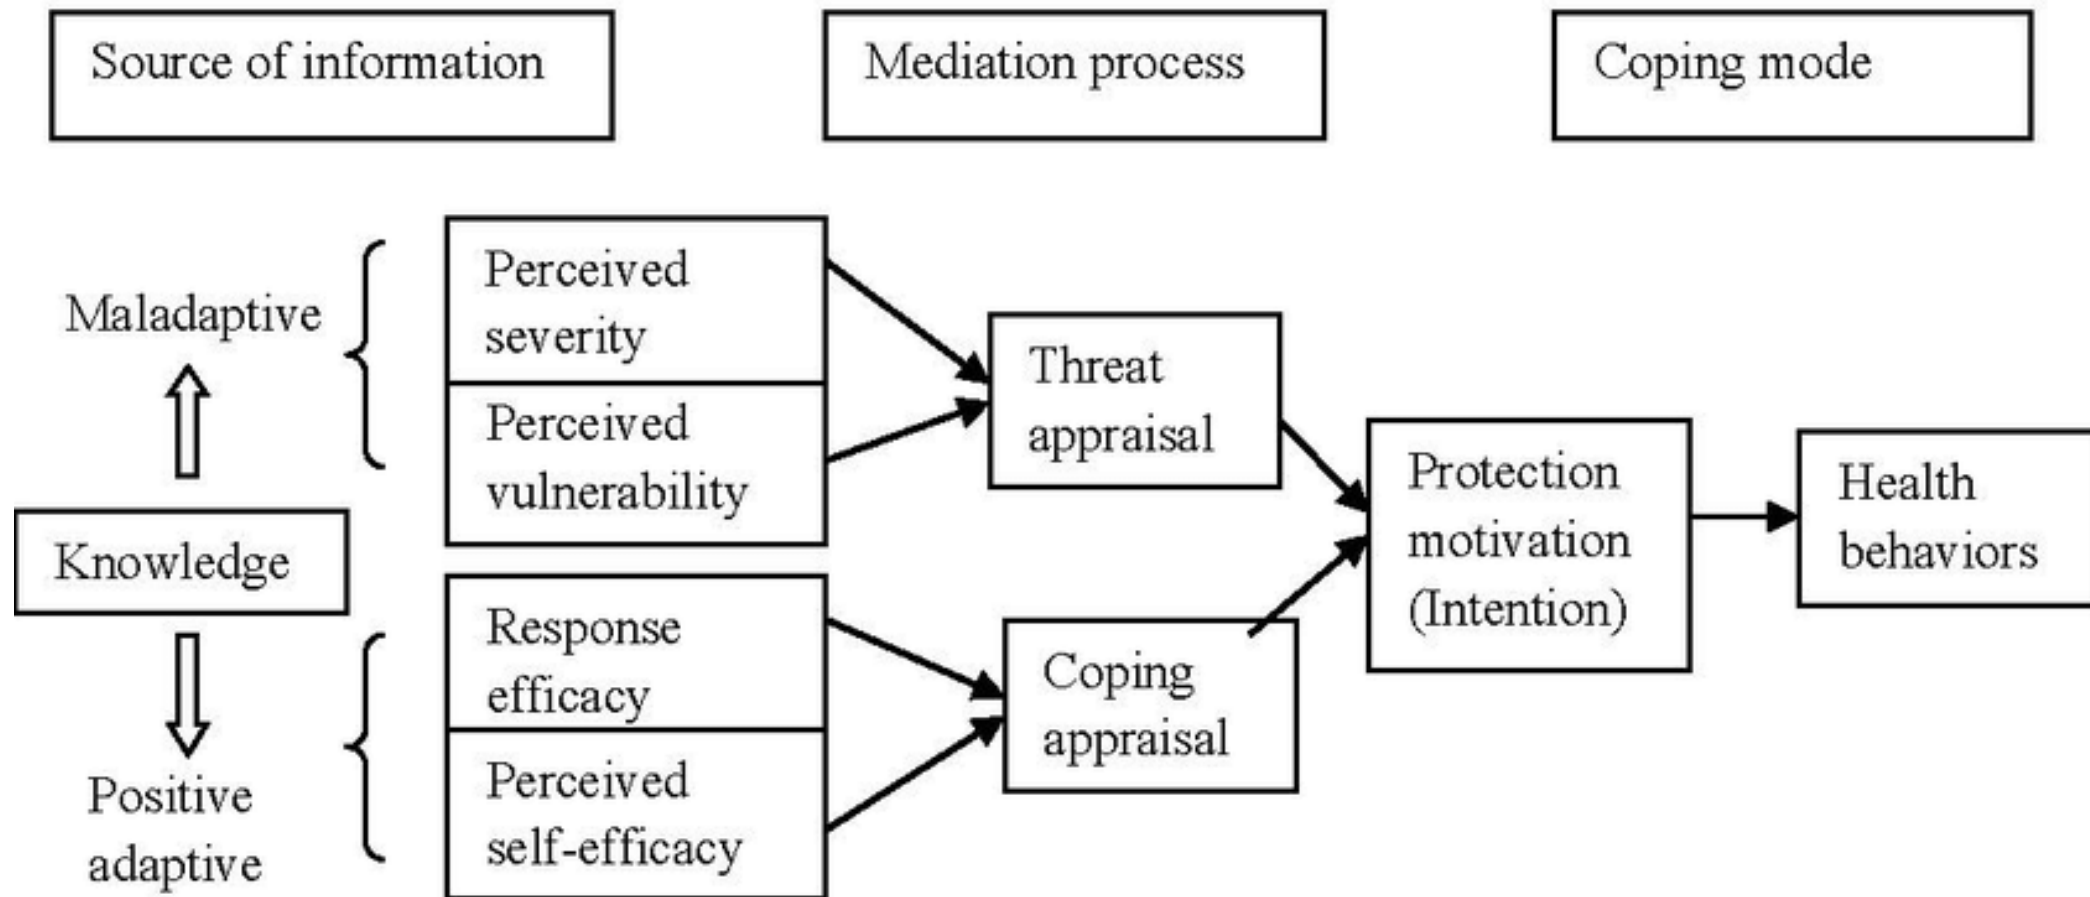 Source of information
Mediation process
Coping mode
Maladaptive
Knowledge
Positive
adaptive
Perceived
severity
Perceived
vulnerability
Response
efficacy
Perceived
self-efficacy
Threat
appraisal
Coping
appraisal
Protection
motivation
(Intention)
Health
behaviors